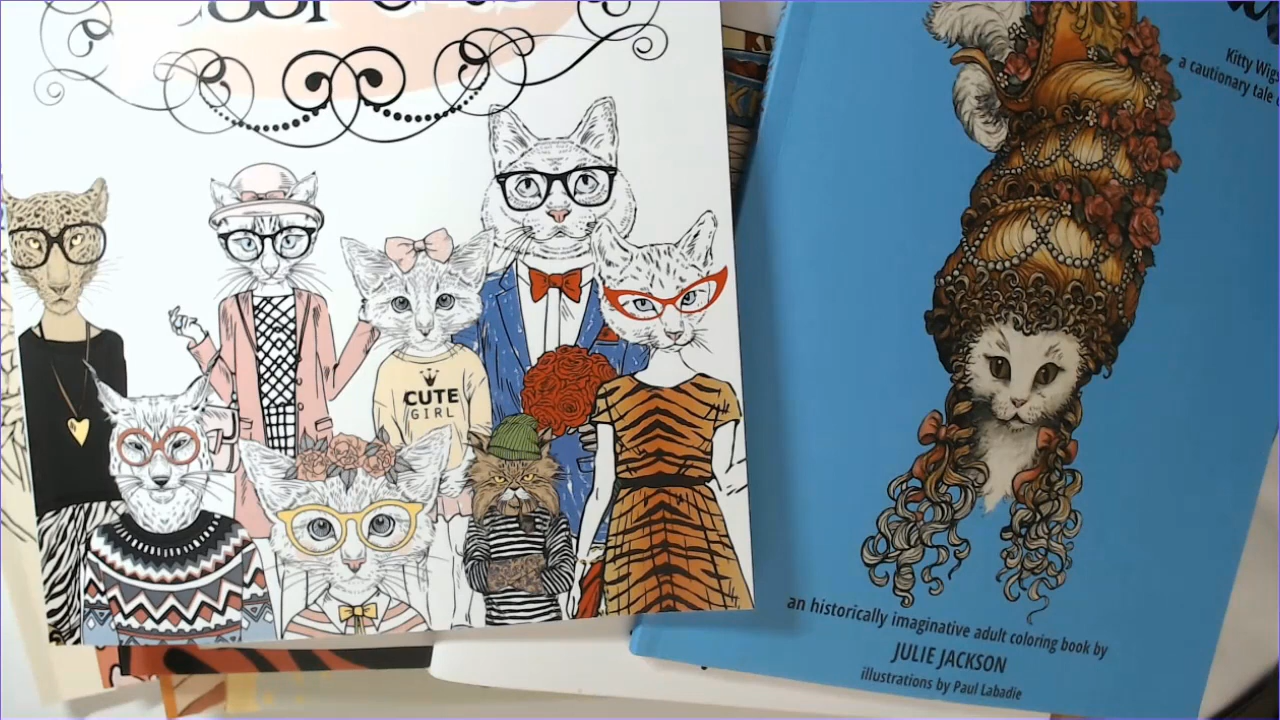 CUTE
GIRL
Kitty Wigs
a cautionary tale
an historically imaginative adult coloring book by
JULIE JACKSON
illustrations by Paul Labadie